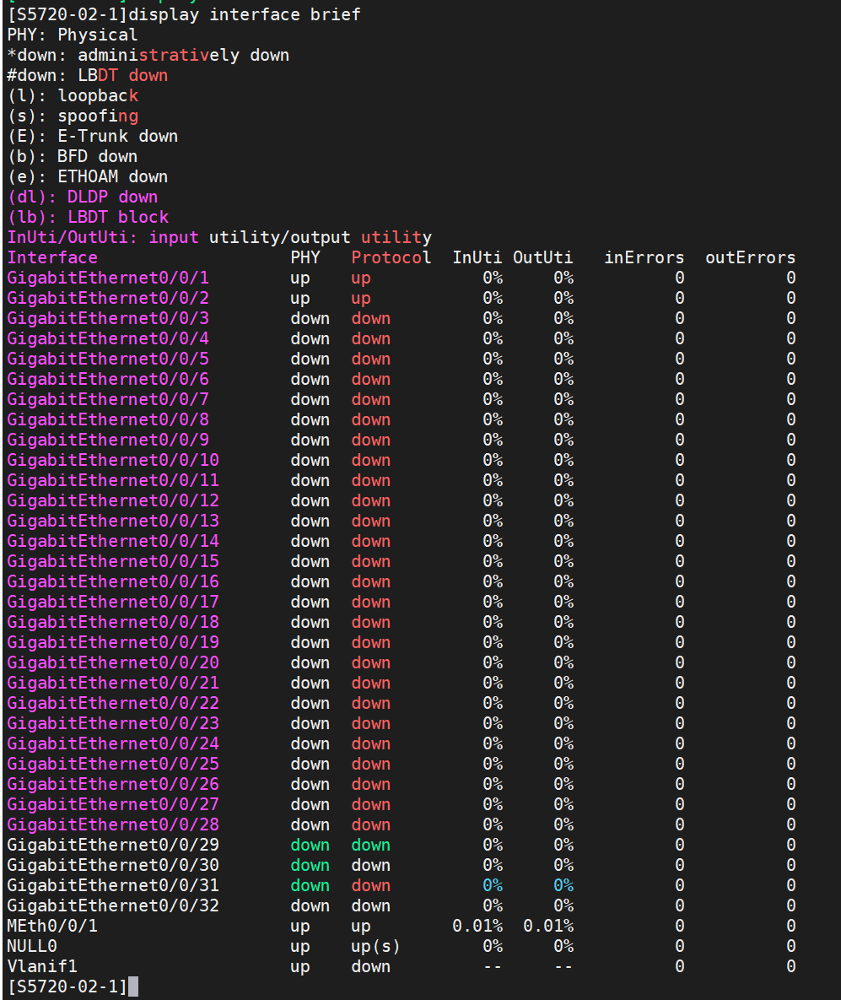 [S5720-02-1]display interface brief
PHY: Physical
*down: administratively down
#down: LBDT down
(l): loopback
(s): spoofing
(E): E-Trunk down
(b): BFD down
(e): ETHOAM down
(dl): DLDP down
(lb): LBDT block
InUti/OutUti: input utility/output utility
Interface PHY Protocol InUti OutUti inErrors outErrors
GigabitEthernet0/0/1 up up 0% 0% 0 0
GigabitEthernet0/0/2 up up 0% 0% 0 0
GigabitEthernet0/0/3 down down 0% 0% 0 0
GigabitEthernet0/0/4 down down 0% 0% 0 0
GigabitEthernet0/0/5 down down 0% 0% 0 0
GigabitEthernet0/0/6 down down 0% 0% 0 0
GigabitEthernet0/0/7 down down 0% 0% 0 0
GigabitEthernet0/0/8 down down 0% 0% 0 0
GigabitEthernet0/0/9 down down 0% 0% 0 0
GigabitEthernet0/0/10 down down 0% 0% 0 0
GigabitEthernet0/0/11 down down 0% 0% 0 0
GigabitEthernet0/0/12 down down 0% 0% 0 0
GigabitEthernet0/0/13 down down 0% 0% 0 0
GigabitEthernet0/0/14 down down 0% 0% 0 0
GigabitEthernet0/0/15 down down 0% 0% 0 0
GigabitEthernet0/0/16 down down 0% 0% 0 0
GigabitEthernet0/0/17 down down 0% 0% 0 0
GigabitEthernet0/0/18 down down 0% 0% 0 0
GigabitEthernet0/0/19 down down 0% 0% 0 0
GigabitEthernet0/0/20 down down 0% 0% 0 0
GigabitEthernet0/0/21 down down 0% 0% 0 0
GigabitEthernet0/0/22 down down 0% 0% 0 0
GigabitEthernet0/0/23 down down 0% 0% 0 0
GigabitEthernet0/0/24 down down 0% 0% 0 0
GigabitEthernet0/0/25 down down 0% 0% 0 0
GigabitEthernet0/0/26 down down 0% 0% 0 0
GigabitEthernet0/0/27 down down 0% 0% 0 0
GigabitEthernet0/0/28 down down 0% 0% 0 0
GigabitEthernet0/0/29 down down 0% 0% 0 0
GigabitEthernet0/0/30 down down 0% 0% 0 0
GigabitEthernet0/0/31 down down 0% 0% 0 0
GigabitEthernet0/0/32 down down 0% 0% 0 0
MEth0/0/1 up up 0.01% 0.01% 0 0
NULL0 up up(s) 0% 0% 0 0
Vlanif1 up down -- -- 0 0
[S5720-02-1]